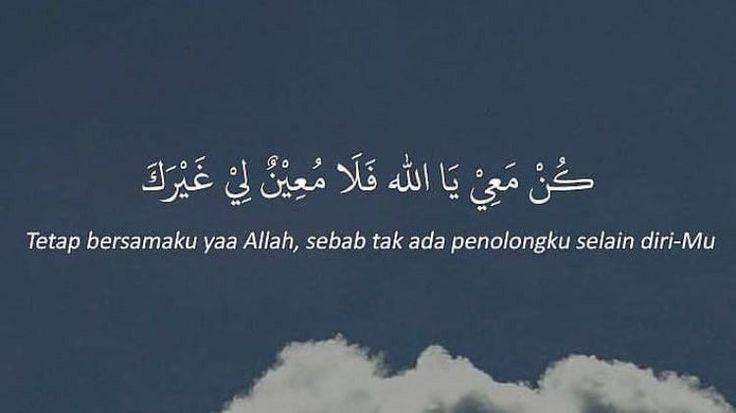 كُنْ مَعِيْ يَا الله فَلَا مُعِيْنٌ لِيْ غَيْرَكَ
Tetap bersamaku yaa Allah, sebab tak ada penolongku selain diri-Mu